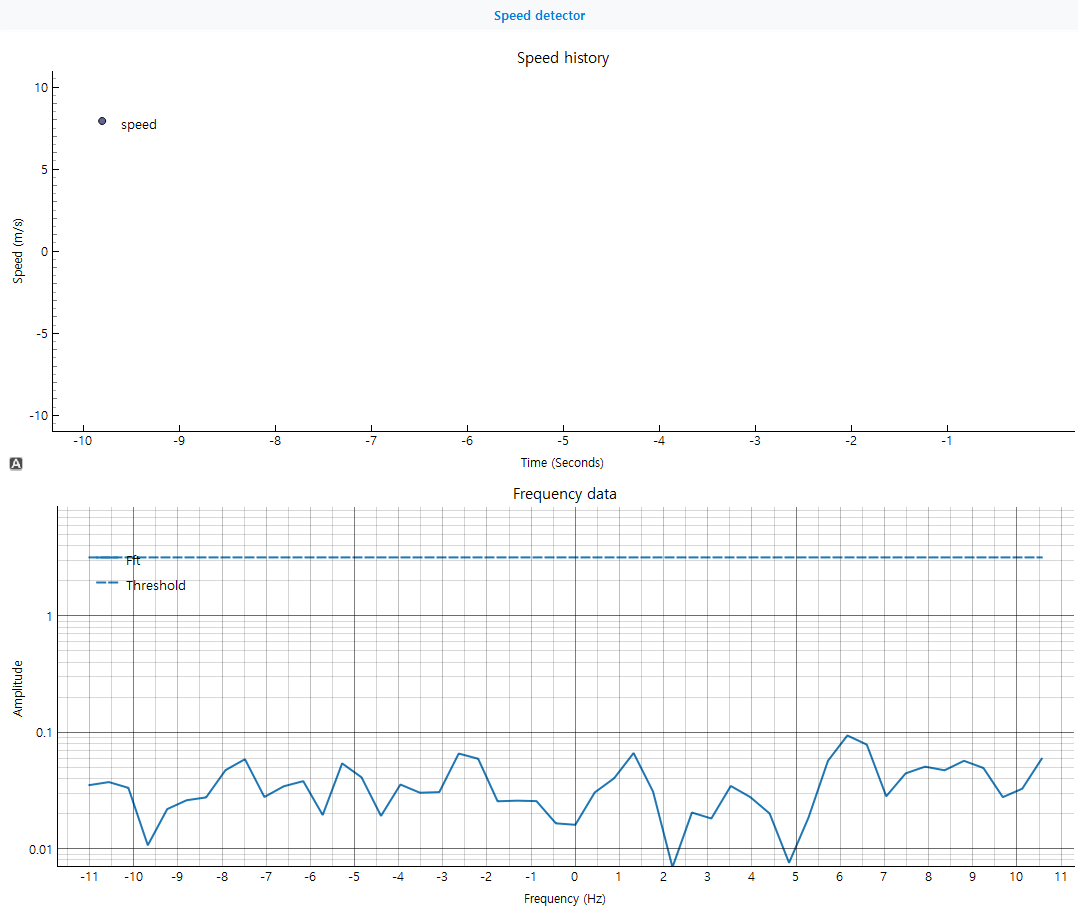 Speed detector
Speed history
10
speed
5
Speed (m/s)
0
-5
-10
-10 -9 -8 -7 -6 -5 -4 -3 -2 -1
Time (Seconds)
A
Frequency data
Fft
Threshold
1
Amplitude
0.1
0.01
-11 -10 -9 -8 -7 -6 -5 -4 -3 -2 -1 0 1 2 3 4 5 6 7 8 9 10 11
Frequency (Hz)